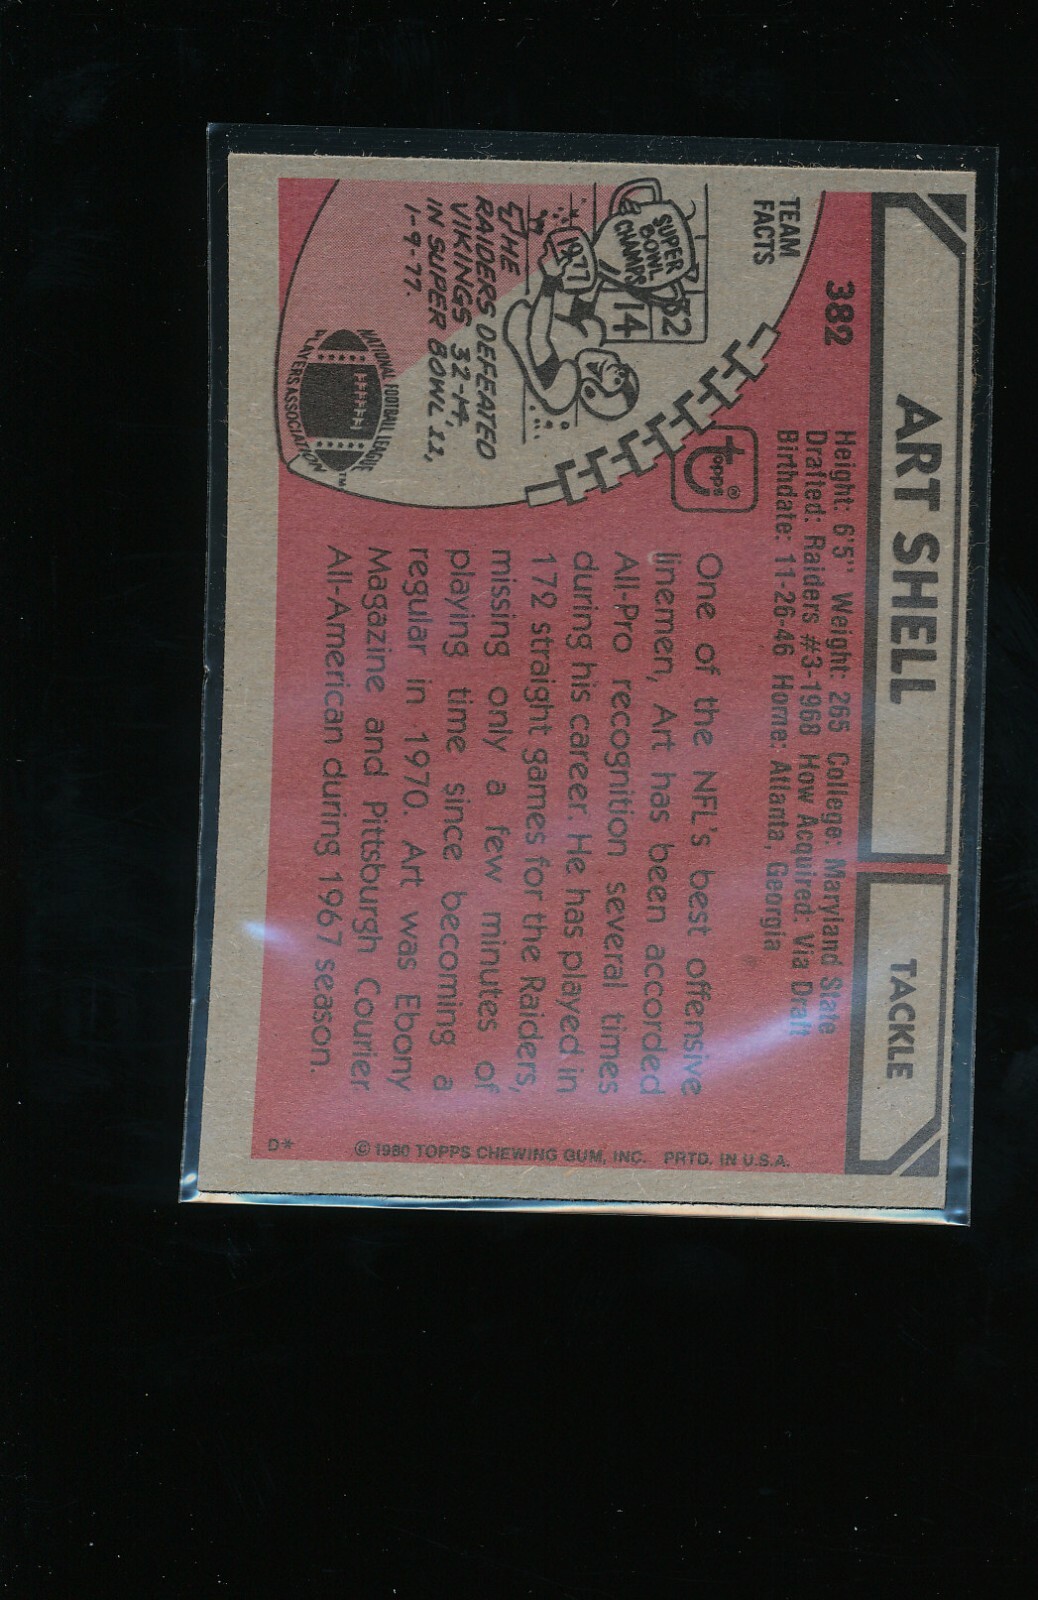 ART SHELL
TACKLE
382
Height: 6'5" Weight: 265 College: Maryland State
Drafted: Raiders #3-1968 How Acquired: Via Draft
Birthdate: 11-26-46 Home: Atlanta, Georgia
TEAM
FACTS
SUPER
BOWL
CHAMPS
32
14
1977
THE
RAIDERS DEFEATED
VIKINGS 32-14,
IN SUPER BOWL 11,
1-9-77.
NATIONAL FOOTBALL LEAGUE
PLAYERS ASSOCIATION
TM
topps®
One of the NFL's best offensive
linemen, Art has been accorded
All-Pro recognition several times
during his career. He has played in
172 straight games for the Raiders,
missing only a few minutes of
playing time since becoming a
regular in 1970. Art was Ebony
Magazine and Pittsburgh Courier
All-American during 1967 season.
© 1980 TOPPS CHEWING GUM, INC. PRTD. IN U.S.A.
D*